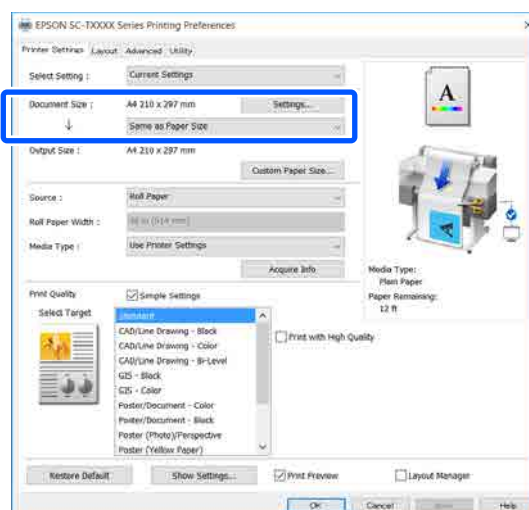 EPSON SC-TXXXX Series Printing Preferences
Printer Settings Layout Advanced Utility
Select Setting : Current Settings
Document Size : A4 210 x 297 mm Settings...
↓ Same as Paper Size
Output Size : A4 210 x 297 mm
Custom Paper Size...
Source : Roll Paper
Roll Paper Width :
Media Type : Use Printer Settings
Acquire Info
A
Media Type:
Plain Paper
Paper Remaining:
12 ft
Print Quality Simple Settings
Select Target
Standard
CAD/Line Drawing - Black
CAD/Line Drawing - Color
CAD/Line Drawing - Bi-Level
GIS - Black
GIS - Color
Poster/Document - Color
Poster/Document - Black
Poster (Photo)/Perspective
Poster (Yellow Paper)
Print with High Quality
Restore Default Show Settings... Print Preview Layout Manager
OK Cancel Help